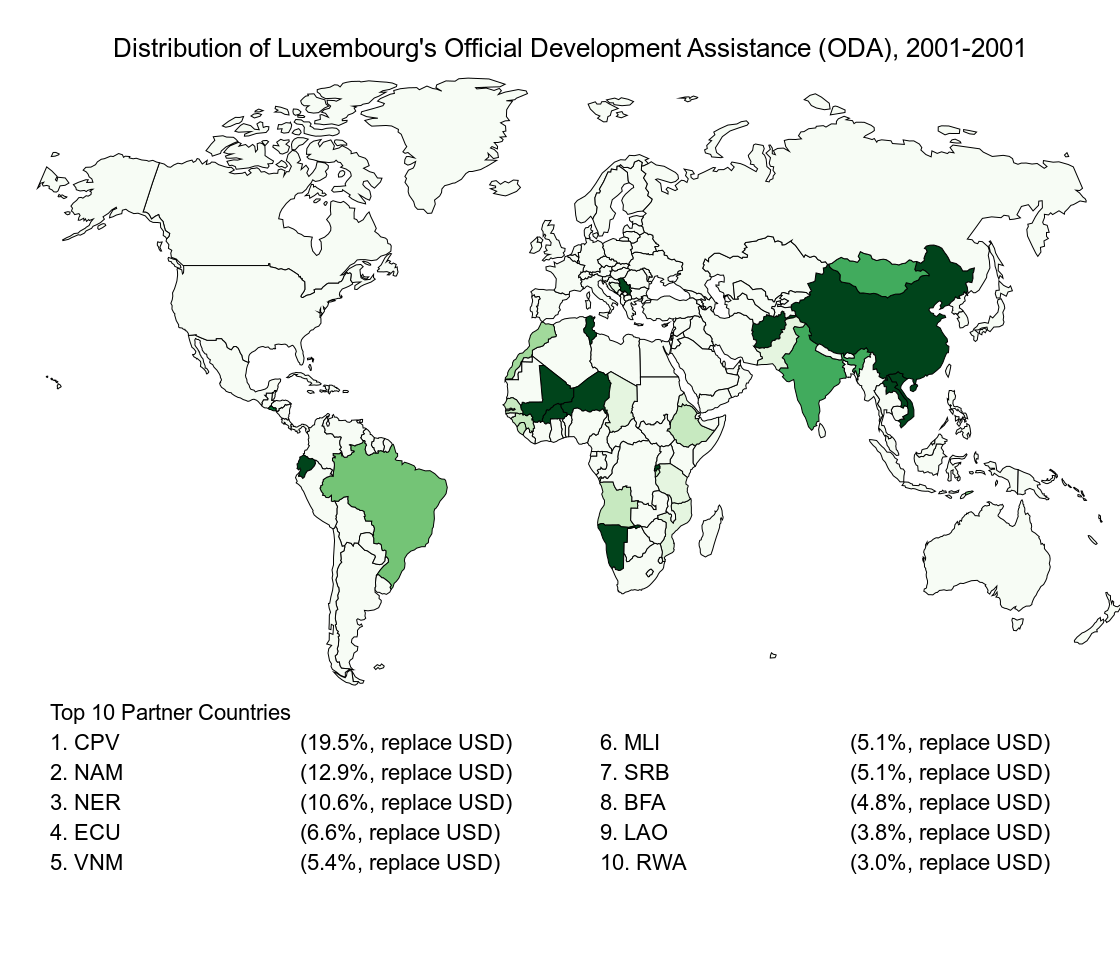 Distribution of Luxembourg's Official Development Assistance (ODA), 2001-2001
Top 10 Partner Countries
1. CPV (19.5%, replace USD) 6. MLI (5.1%, replace USD)
2. NAM (12.9%, replace USD) 7. SRB (5.1%, replace USD)
3. NER (10.6%, replace USD) 8. BFA (4.8%, replace USD)
4. ECU (6.6%, replace USD) 9. LAO (3.8%, replace USD)
5. VNM (5.4%, replace USD) 10. RWA (3.0%, replace USD)